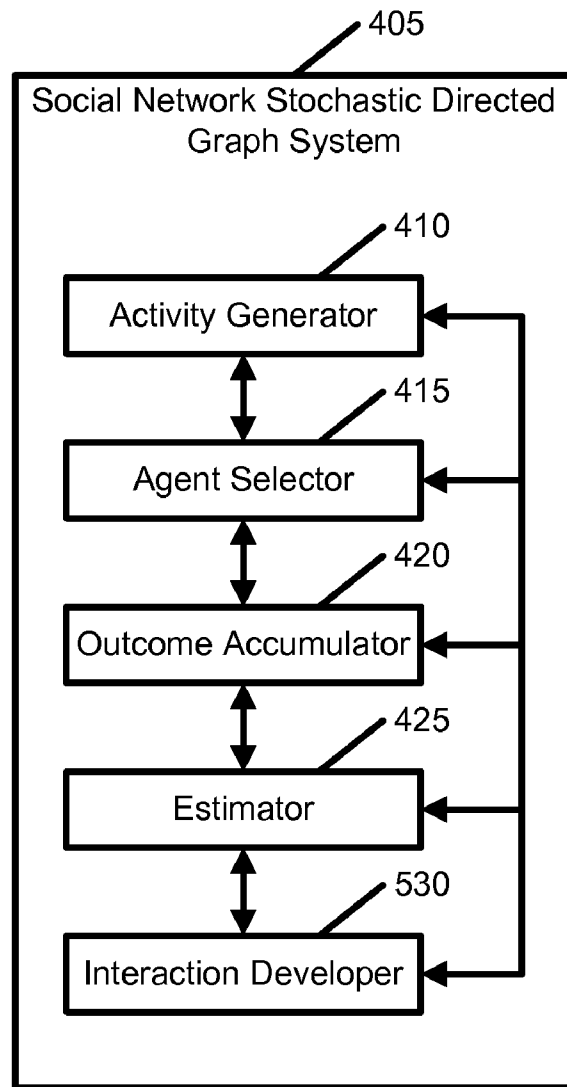 405
Social Network Stochastic Directed
Graph System
410
Activity Generator
415
Agent Selector
420
Outcome Accumulator
425
Estimator
530
Interaction Developer